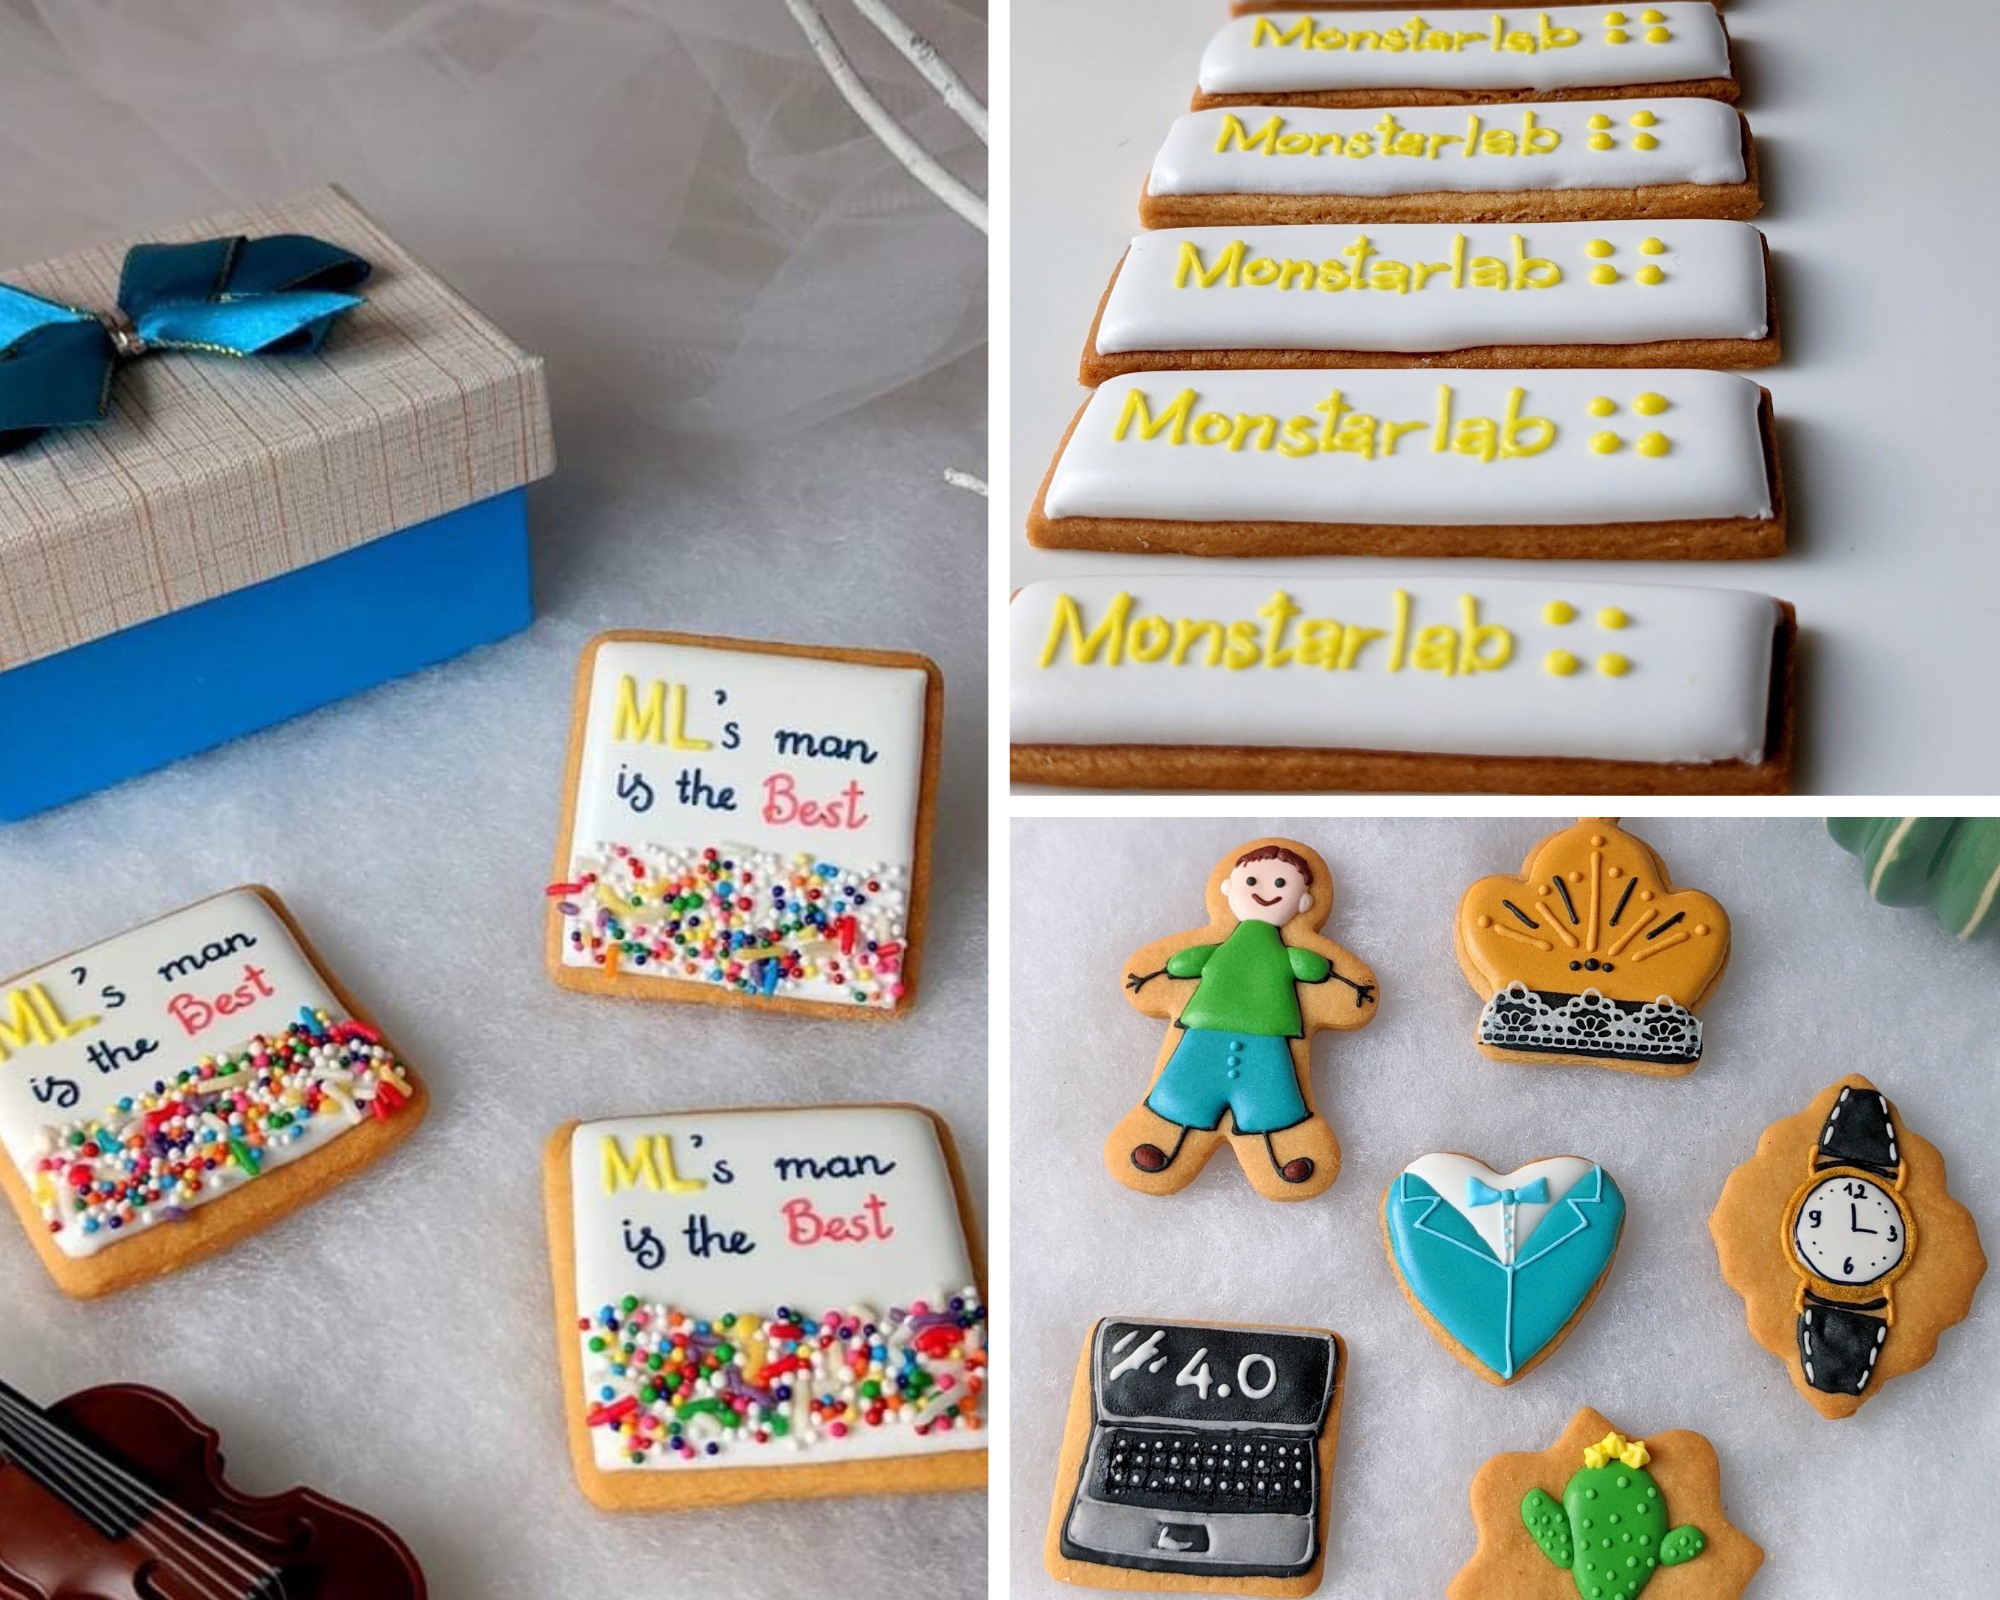 ML's man
is the Best
ML's man
is the Best
ML's man
is the Best
Monstarlab
Monstarlab
Monstarlab
Monstarlab
Monstarlab
12
9
3
6
4.0